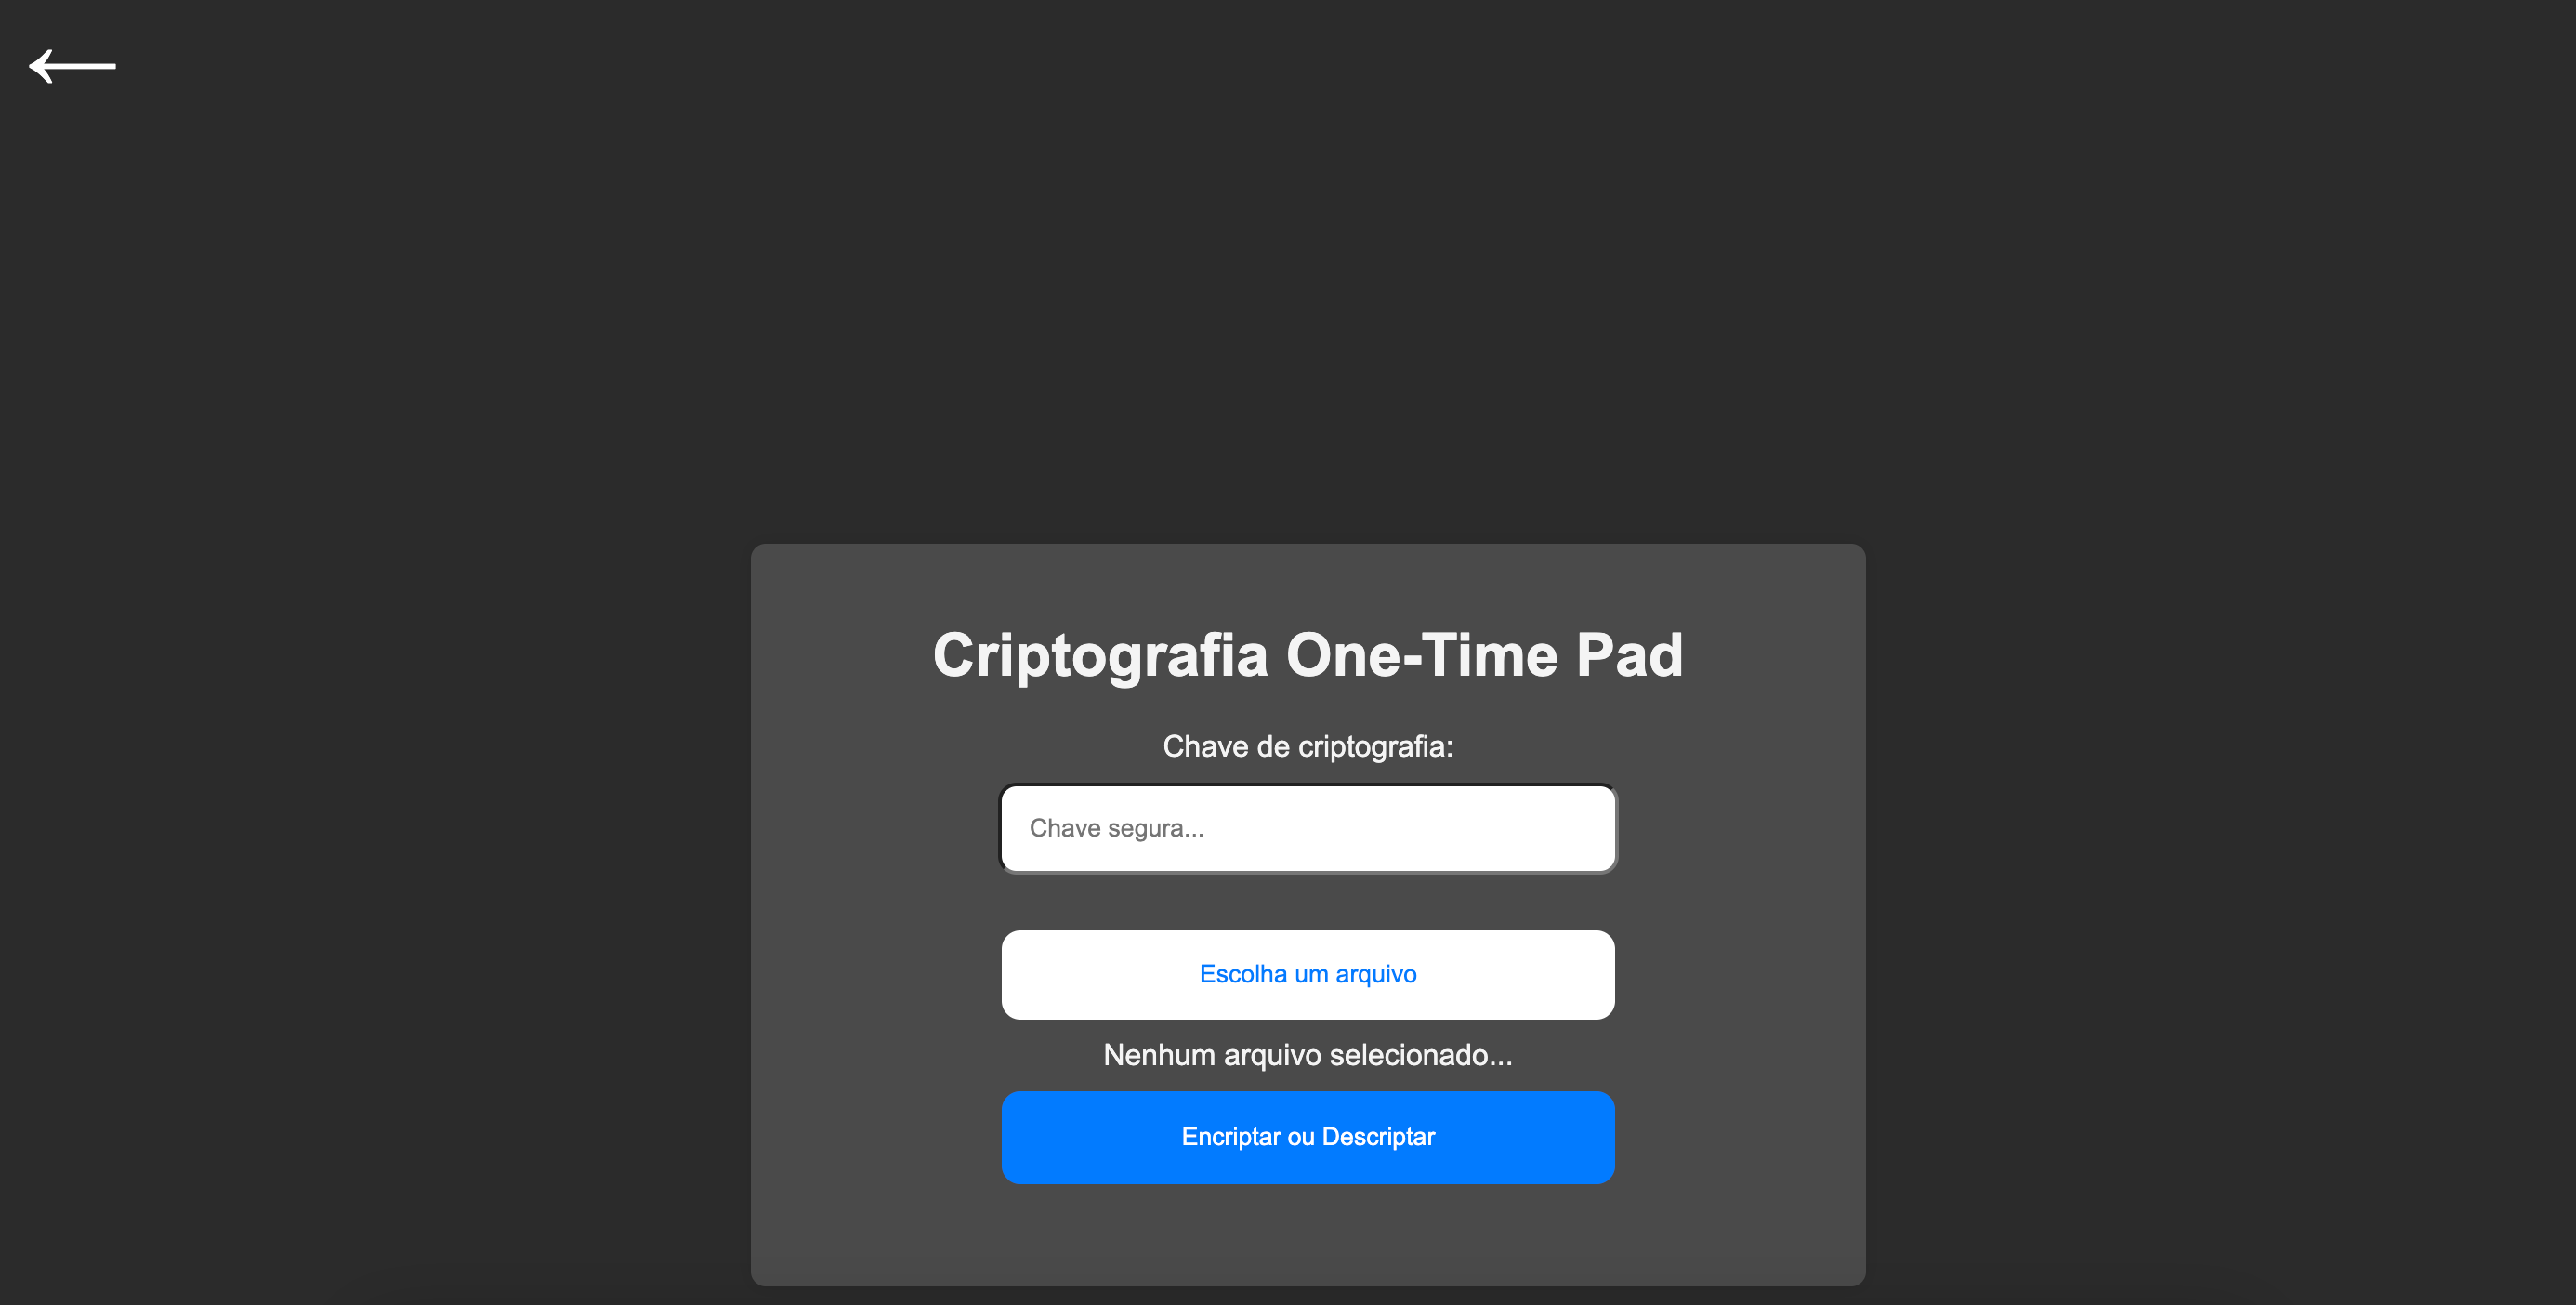 Criptografia One-Time Pad
Chave de criptografia:
Chave segura...
Escolha um arquivo
Nenhum arquivo selecionado...
Encriptar ou Descriptar